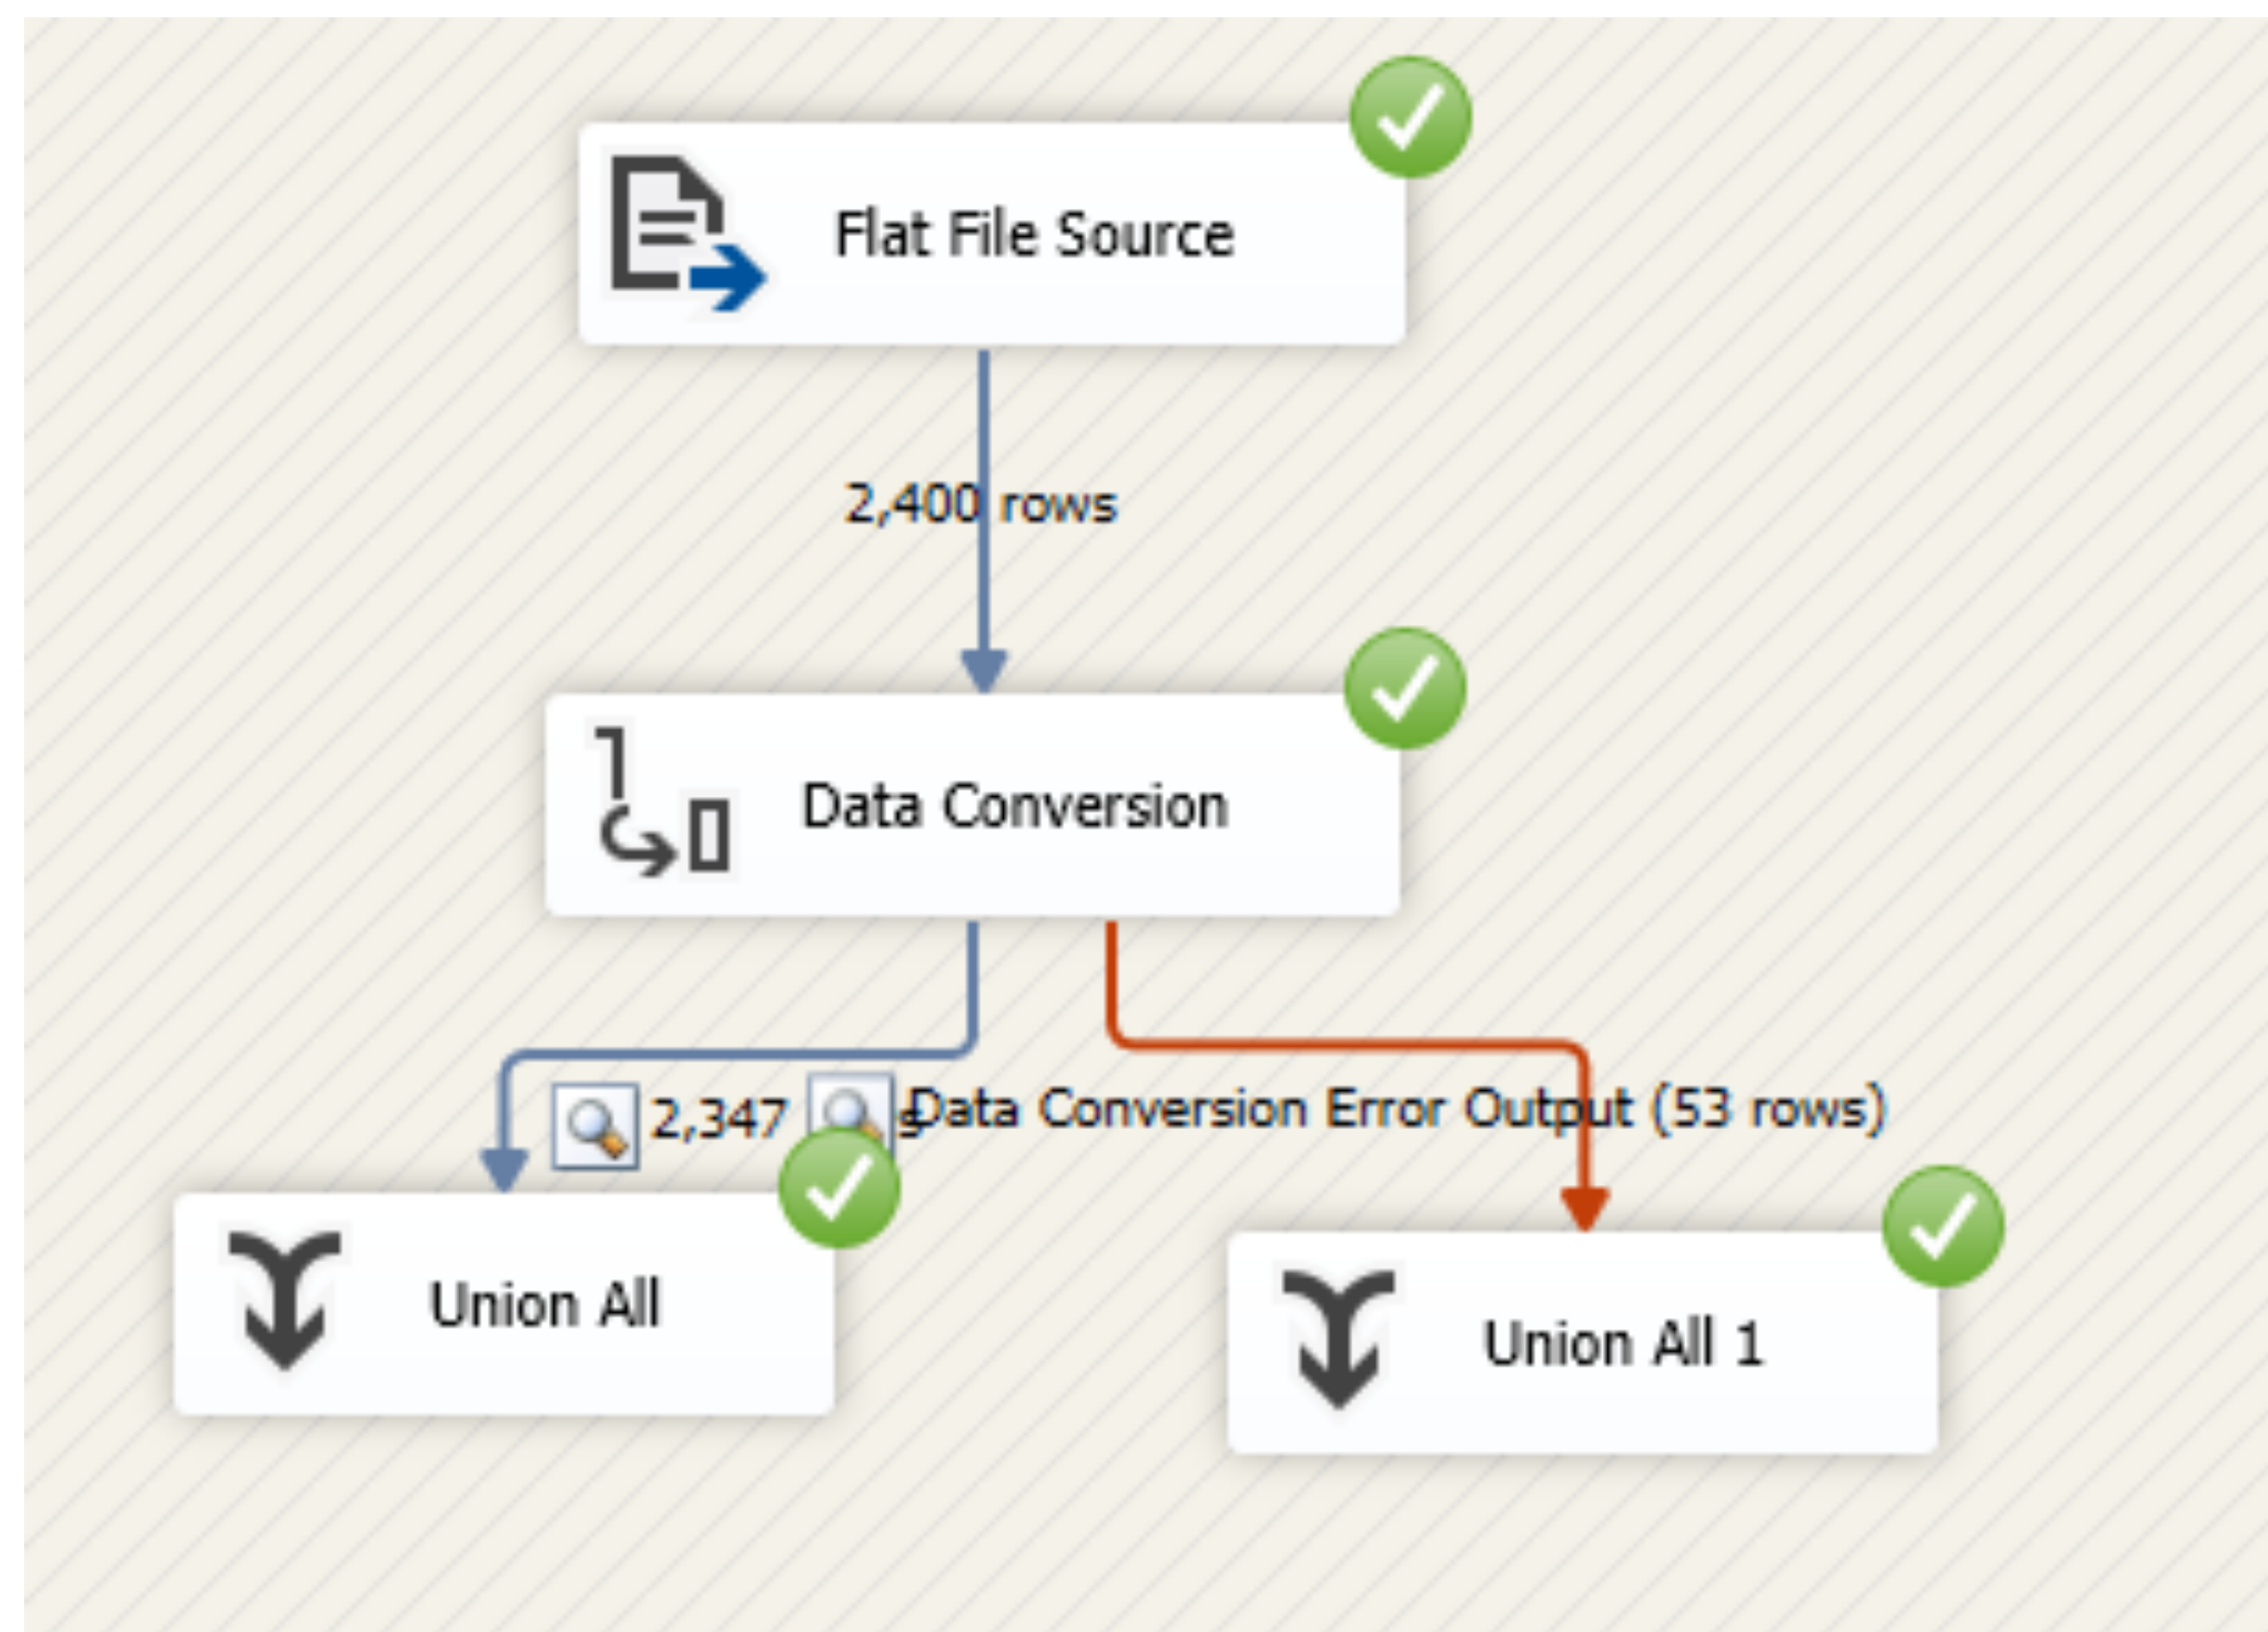 Flat File Source
2,400 rows
Data Conversion
2,347
Data Conversion Error Output (53 rows)
Union All
Union All 1